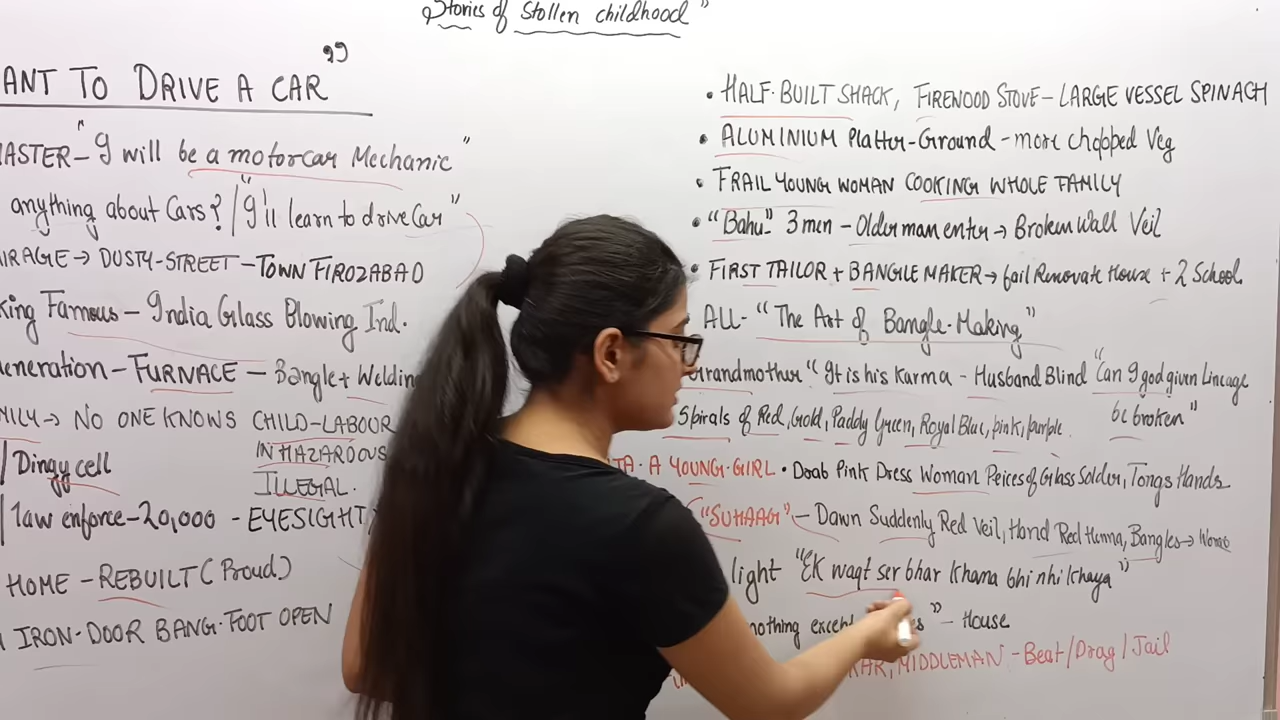 Stories of Stollen childhood"
ANT TO DRIVE A CAR"
ASTER - "I will be a motorcar Mechanic"
anything about Cars? / "I'll learn to drive Car"
IRAGE → DUSTY-STREET - TOWN FIROZABAD
king Famous - India Glass Blowing Ind.
eneration - FURNACE - Bangle + Welding
MILY → NO ONE KNOWS CHILD-LABOUR
IN HAZARDOUS
/ Dingy cell
ILLEGAL.
/ law enforce - 20,000 - EYESIGHT
HOME - REBUILT (Proud)
IRON-DOOR BANG-FOOT OPEN
• HALF-BUILT SHACK, FIREWOOD STOVE - LARGE VESSEL SPINACH
• ALUMINIUM Platter-Ground - more chopped Veg
• FRAIL YOUNG WOMAN COOKING WHOLE FAMILY
• "Bahu" 3 men - Older man enter → Broken Wall Veil
• FIRST TAILOR + BANGLE MAKER → fail Renovate House + 2 School
ALL - "The Art of Bangle-Making"
Grandmother "It is his Karma - Husband Blind "Can I god given Lineage
be broken"
Spirals of Red, Gold, Paddy Green, Royal Blue, pink, purple.
TA - A YOUNG GIRL • Drab Pink Dress Woman Peices of Glass Solder, Tongs Hands
"SUHAAG" - Dawn Suddenly Red Veil, Hand Red Henna, Bangles →
light "EK waqt ser bhar Khana bhi nhi Khaya"
nothing excep " - House
KAR, MIDDLEMAN - Beat / Drag / Jail